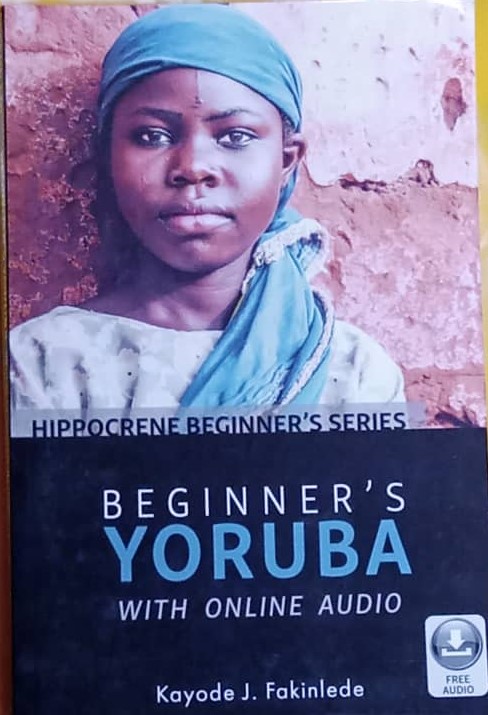 HIPPOCRENE BEGINNER'S SERIES
BEGINNER'S
YORUBA
WITH ONLINE AUDIO
FREE
AUDIO
Kayode J. Fakinlede